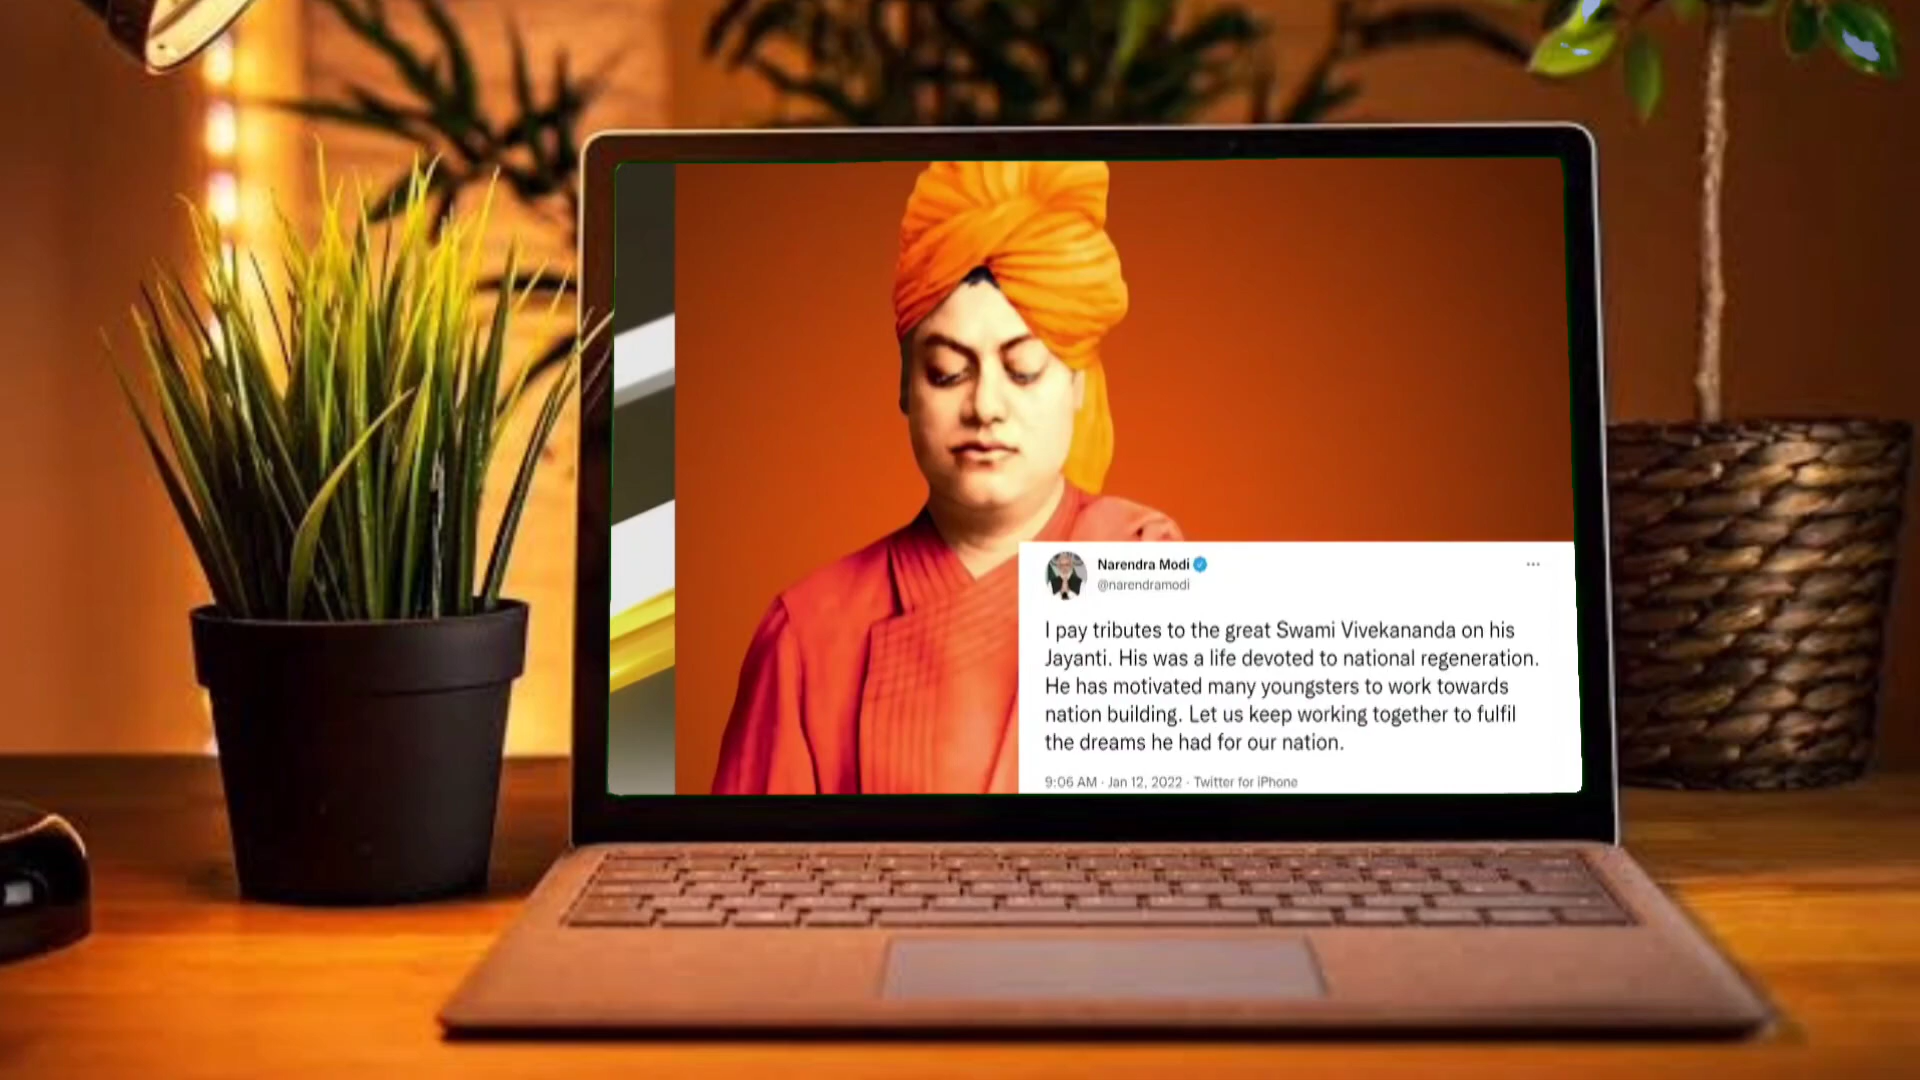 Narendra Modi
@narendramodi
I pay tributes to the great Swami Vivekananda on his
Jayanti. His was a life devoted to national regeneration.
He has motivated many youngsters to work towards
nation building. Let us keep working together to fulfil
the dreams he had for our nation.
9:06 AM · Jan 12, 2022 · Twitter for iPhone